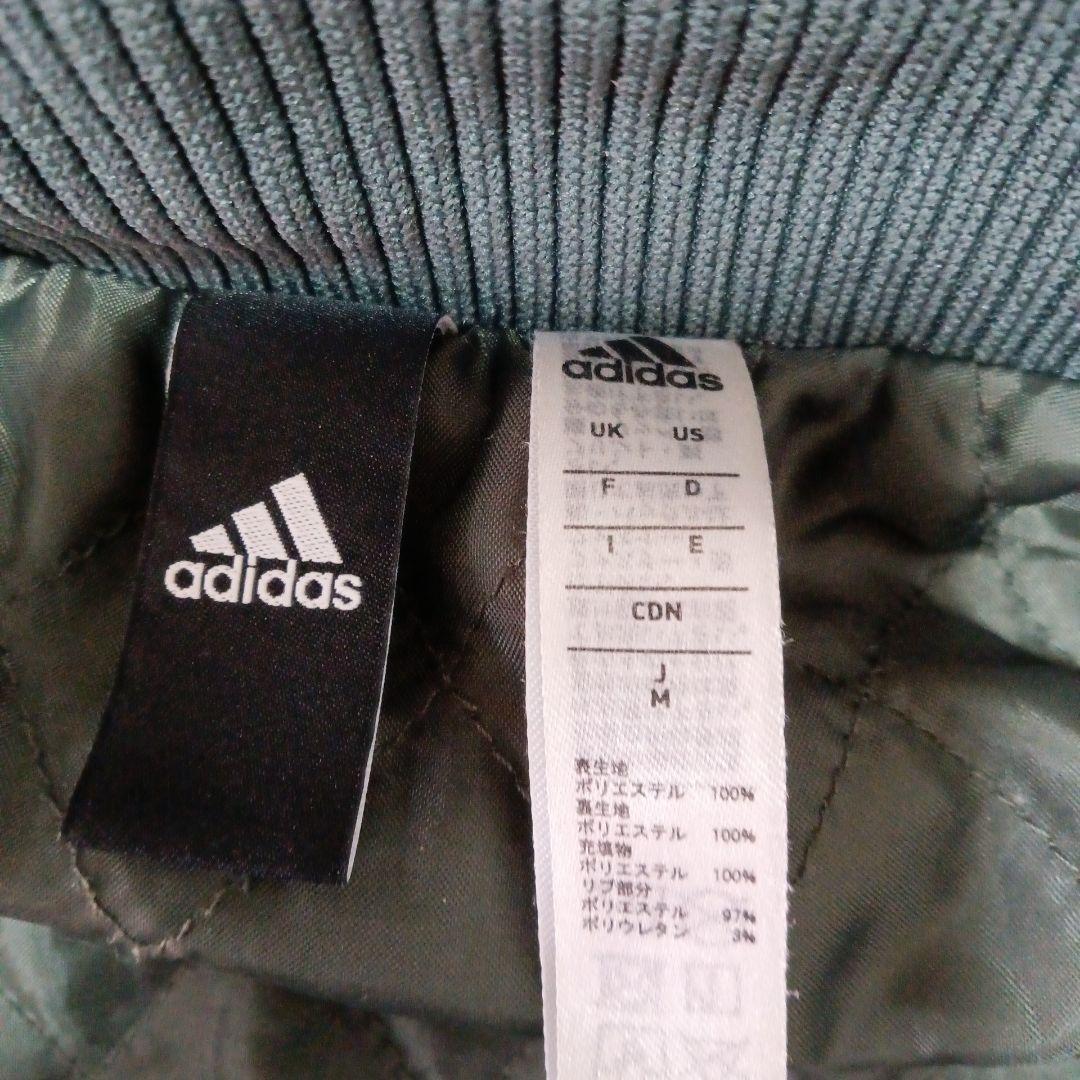 adidas
adidas
UK US
F D
I E
CDN
J
M
表生地
ポリエステル 100%
裏生地
ポリエステル 100%
充填物
ポリエステル 100%
リブ部分
ポリエステル 97%
ポリウレタン 3%